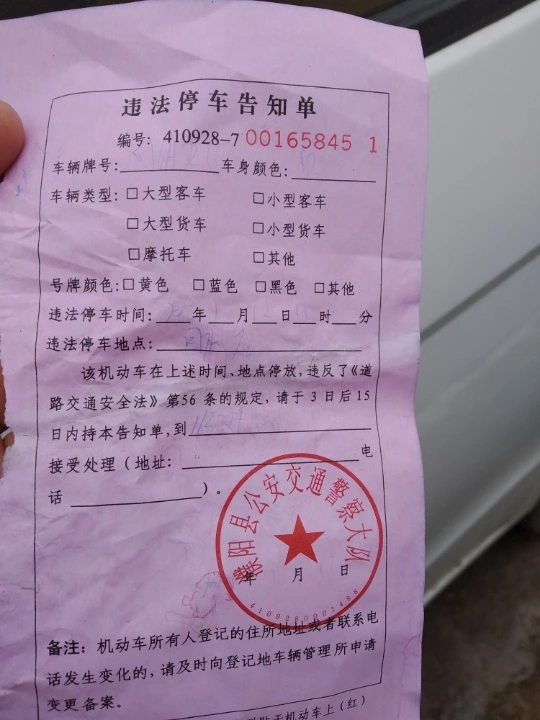 违法停车告知单
编号: 410928-7 00165845 1
车辆牌号: 车身颜色:
车辆类型: □大型客车 □小型客车
□大型货车 □小型货车
□摩托车 □其他
号牌颜色:□黄色 □蓝色 □黑色 □其他
违法停车时间: 年 月 日 时 分
违法停车地点:
该机动车在上述时间、地点停放,违反了《道
路交通安全法》第56条的规定,请于3日后15
日内持本告知单,到
接受处理(地址: 电
话 )。
濮阳县公安交通警察大队
年 月 日
备注: 机动车所有人登记的住所地址或者联系电
话发生变化的,请及时向登记地车辆管理所申请
变更备案。
机动车上(红)